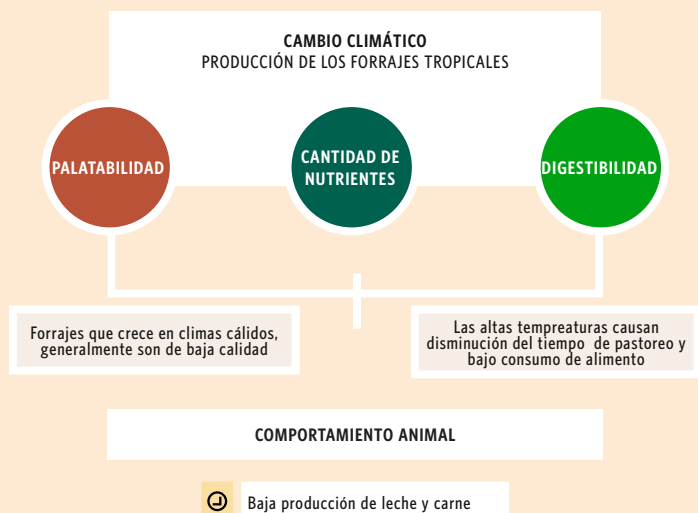 CAMBIO CLIMÁTICO
PRODUCCIÓN DE LOS FORRAJES TROPICALES
PALATABILIDAD
CANTIDAD DE
NUTRIENTES
DIGESTIBILIDAD
Forrajes que crece en climas cálidos,
generalmente son de baja calidad
Las altas tempreaturas causan
disminución del tiempo de pastoreo y
bajo consumo de alimento
COMPORTAMIENTO ANIMAL
Baja producción de leche y carne